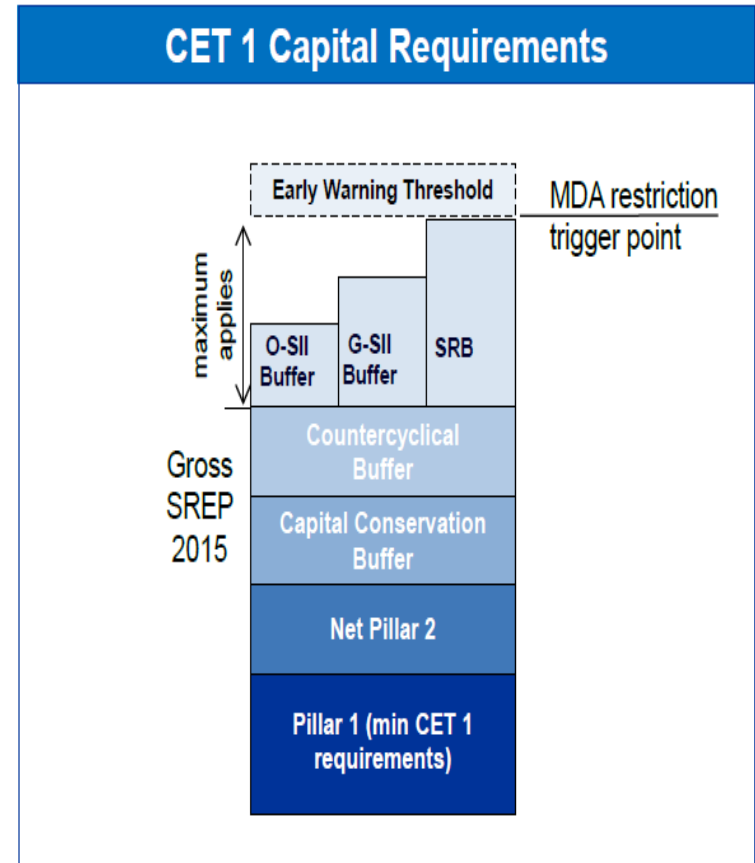 CET 1 Capital Requirements
Early Warning Threshold
MDA restriction
trigger point
maximum
applies
O-SII
Buffer
G-SII
Buffer
SRB
Countercyclical
Buffer
Gross
SREP
2015
Capital Conservation
Buffer
Net Pillar 2
Pillar 1 (min CET 1
requirements)